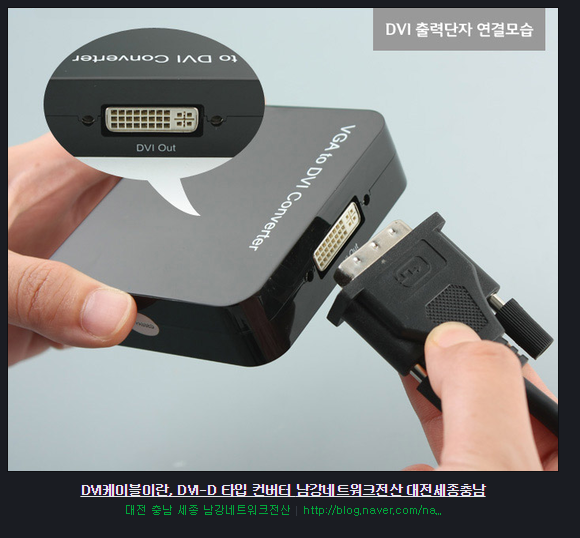 DVI 출력단자 연결모습
to DVI Converter
DVI Out
VGA to DVI Converter
DVI케이블이란, DVI-D 타입 컨버터 남강네트워크전산 대전세종충남
대전 충남 세종 남강네트워크전산 | http://blog.naver.com/na...